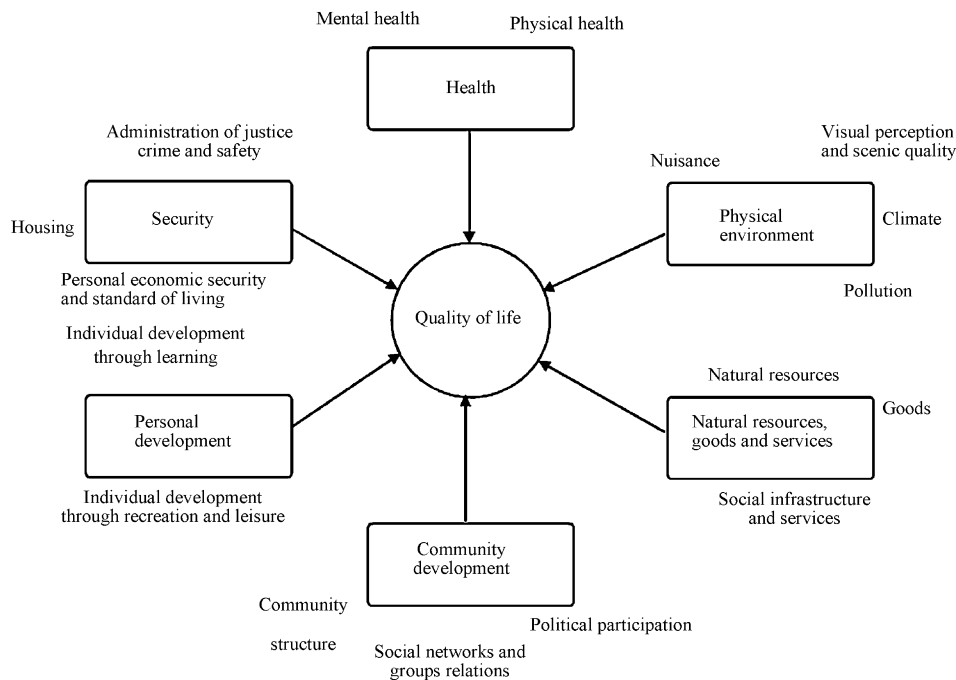 Mental health
Physical health
Health
Administration of justice
crime and safety
Visual perception
and scenic quality
Nuisance
Housing
Security
Physical
environment
Climate
Personal economic security
and standard of living
Pollution
Quality of life
Individual development
through learning
Natural resources
Goods
Personal
development
Natural resources,
goods and services
Individual development
through recreation and leisure
Social infrastructure
and services
Community
development
Community
structure
Political participation
Social networks and
groups relations